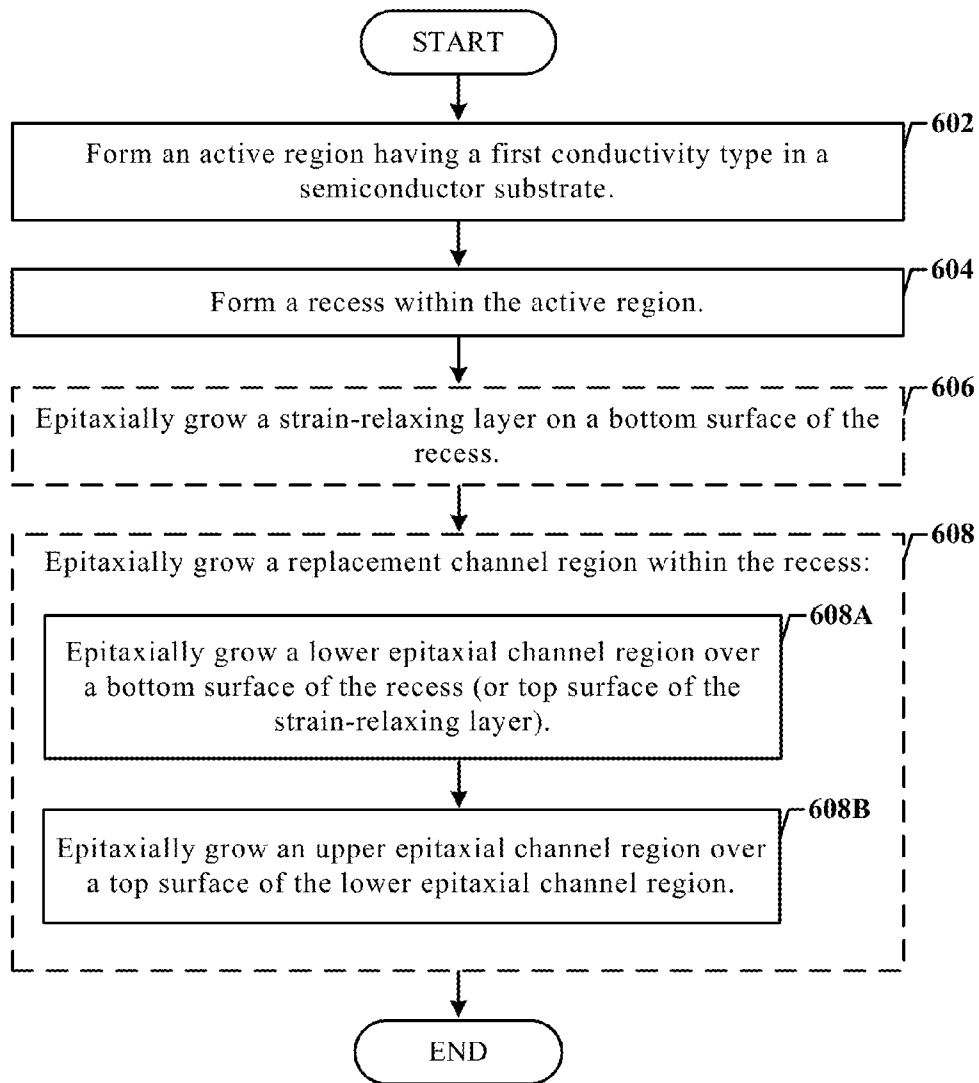 START
602
Form an active region having a first conductivity type in a
semiconductor substrate.
604
Form a recess within the active region.
606
Epitaxially grow a strain-relaxing layer on a bottom surface of the
recess.
608
Epitaxially grow a replacement channel region within the recess:
608A
Epitaxially grow a lower epitaxial channel region over
a bottom surface of the recess (or top surface of the
strain-relaxing layer).
608B
Epitaxially grow an upper epitaxial channel region over
a top surface of the lower epitaxial channel region.
END